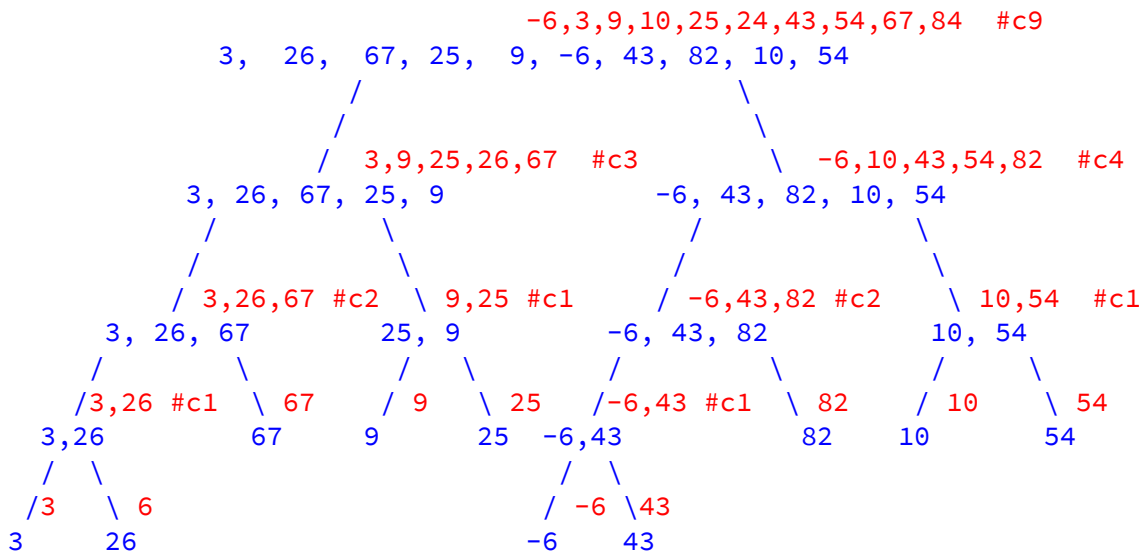 -6,3,9,10,25,24,43,54,67,84 #c9
3, 26, 67, 25, 9, -6, 43, 82, 10, 54
/ \
/ \
/ 3,9,25,26,67 #c3 \ -6,10,43,54,82 #c4
3, 26, 67, 25, 9 -6, 43, 82, 10, 54
/ \ / \
/ \ / \
/ 3,26,67 #c2 \ 9,25 #c1 / -6,43,82 #c2 \ 10,54 #c1
3, 26, 67 25, 9 -6, 43, 82 10, 54
/ \ / \ / \ / \
/3,26 #c1 \ 67 / 9 \ 25 /-6,43 #c1 \ 82 / 10 \ 54
3,26 67 9 25 -6,43 82 10 54
/ \ / \
/3 \ 6 / -6 \43
3 26 -6 43